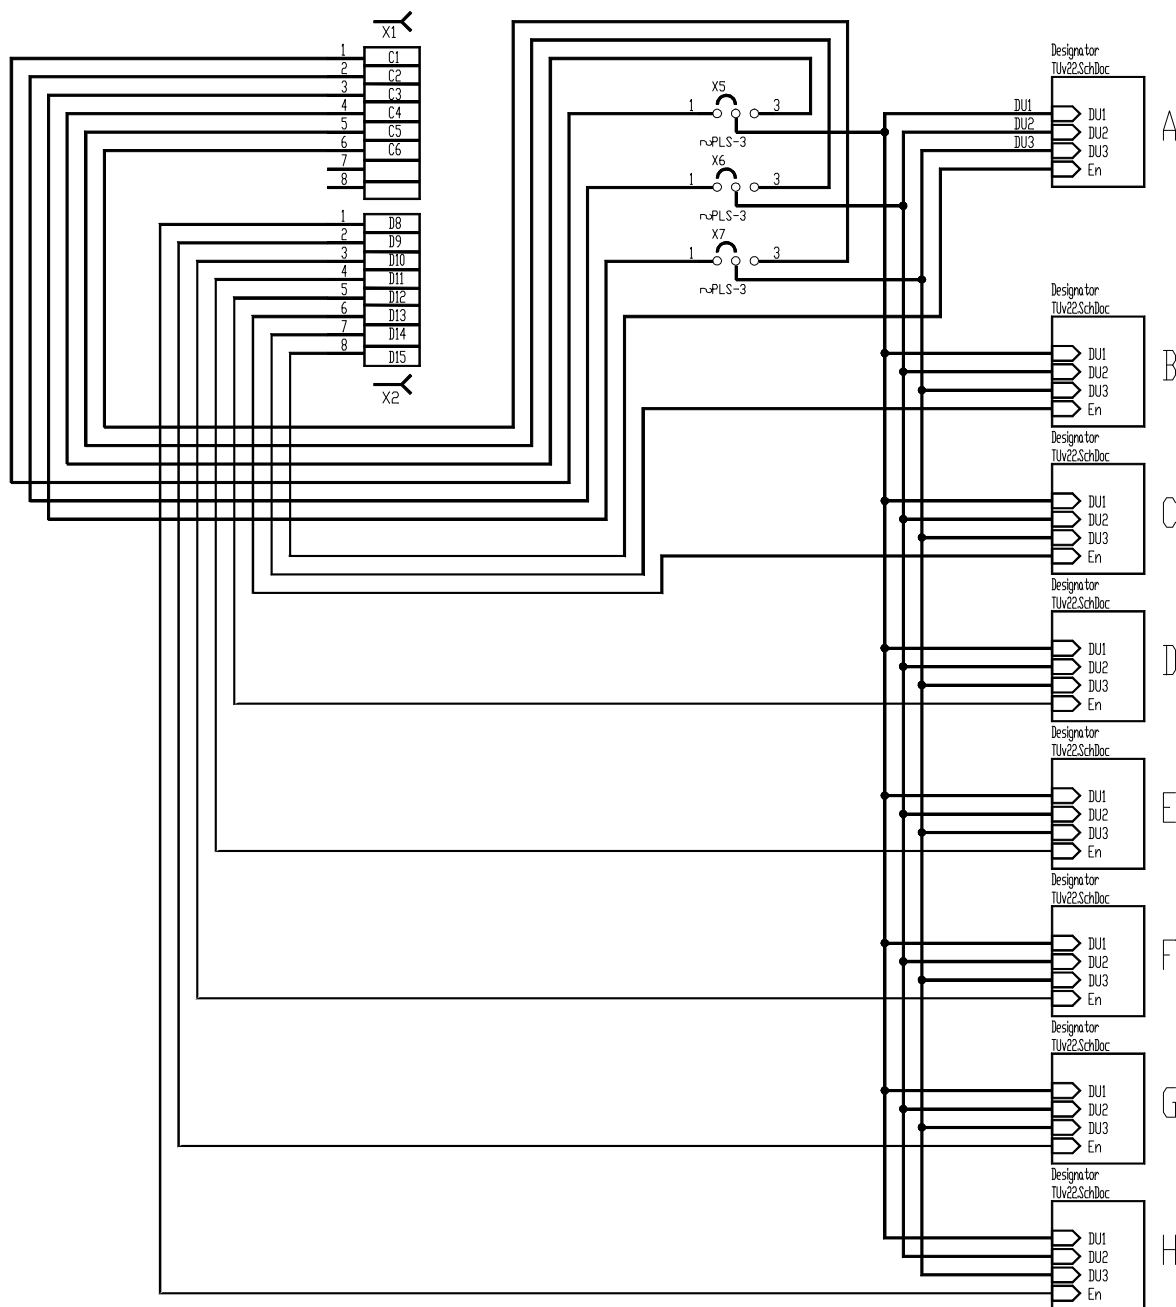 X1
1 C1
2 C2
3 C3
4 C4
5 C5
6 C6
7
8
1 D8
2 D9
3 D10
4 D11
5 D12
6 D13
7 D14
8 D15
X2
X5
1 3
PLS-3
X6
1 3
PLS-3
X7
1 3
PLS-3
Designator
TUv22.SchDoc
DU1 DU1
DU2 DU2
DU3 DU3
En
A
Designator
TUv22.SchDoc
DU1
DU2
DU3
En
B
Designator
TUv22.SchDoc
DU1
DU2
DU3
En
C
Designator
TUv22.SchDoc
DU1
DU2
DU3
En
D
Designator
TUv22.SchDoc
DU1
DU2
DU3
En
E
Designator
TUv22.SchDoc
DU1
DU2
DU3
En
F
Designator
TUv22.SchDoc
DU1
DU2
DU3
En
G
Designator
TUv22.SchDoc
DU1
DU2
DU3
En
H